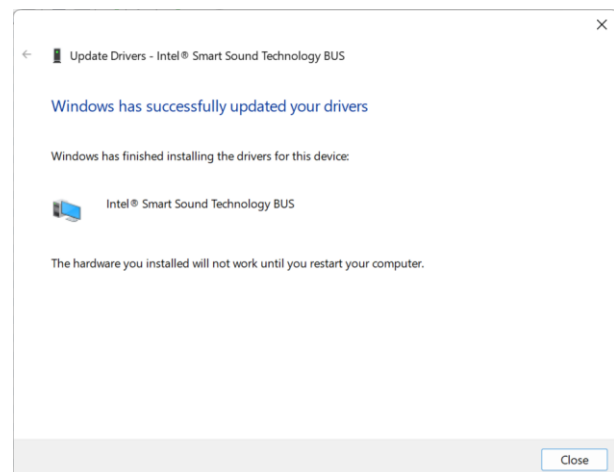 Update Drivers - Intel® Smart Sound Technology BUS
Windows has successfully updated your drivers
Windows has finished installing the drivers for this device:
Intel® Smart Sound Technology BUS
The hardware you installed will not work until you restart your computer.
Close